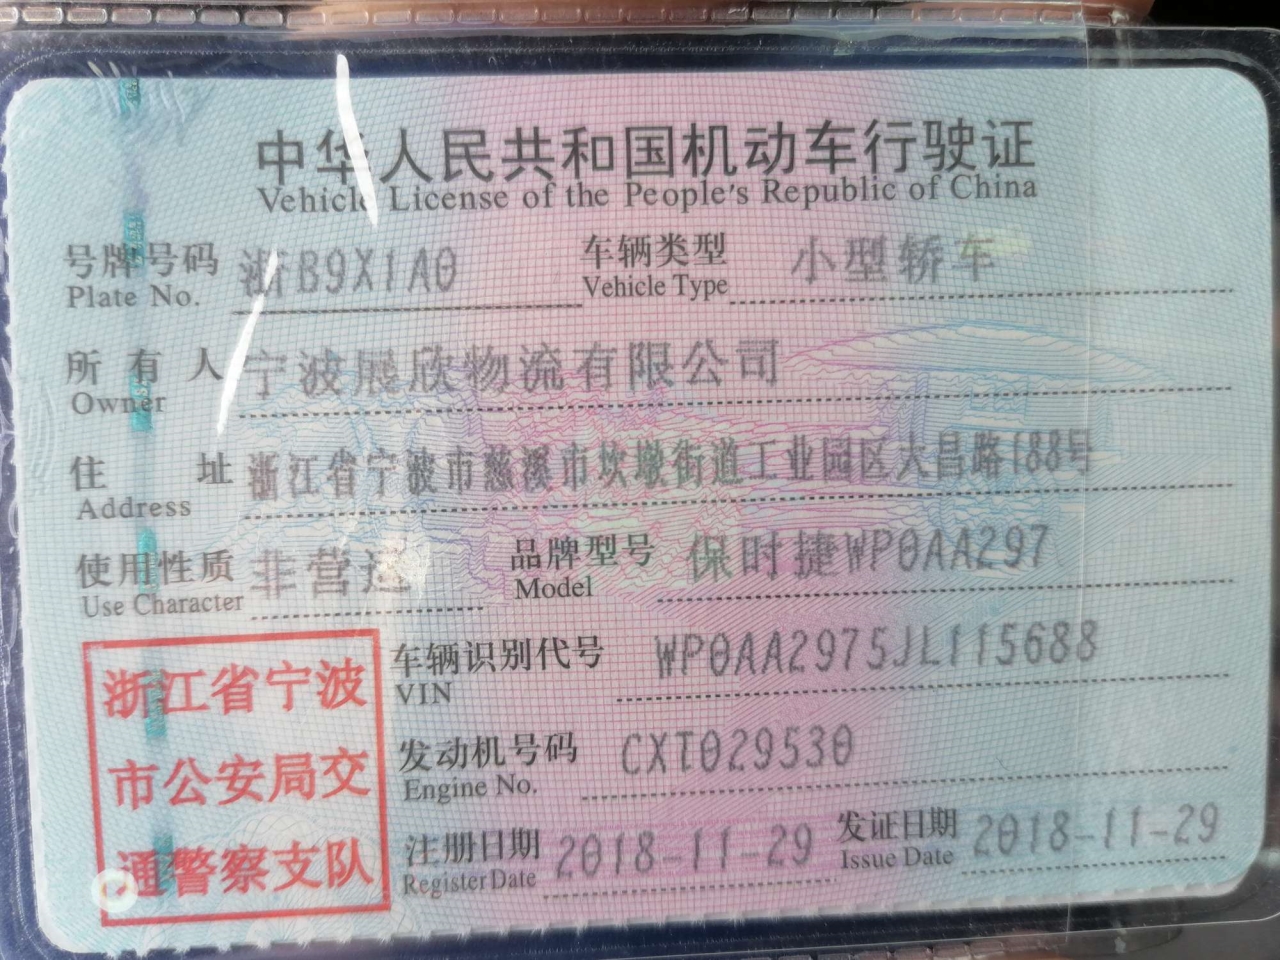 中华人民共和国机动车行驶证
Vehicle License of the People's Republic of China
号牌号码 浙B9X1A0 车辆类型 小型轿车
Plate No. Vehicle Type
所有人 宁波展欣物流有限公司
Owner
住址 浙江省宁波市慈溪市坎墩街道工业园区大昌路188号
Address
使用性质 非营运 品牌型号 保时捷WP0AA297
Use Character Model
车辆识别代号 WP0AA2975JL115688
VIN
发动机号码 CXT029530
Engine No.
注册日期 2018-11-29 发证日期 2018-11-29
Register Date Issue Date
浙江省宁波
市公安局交
通警察支队